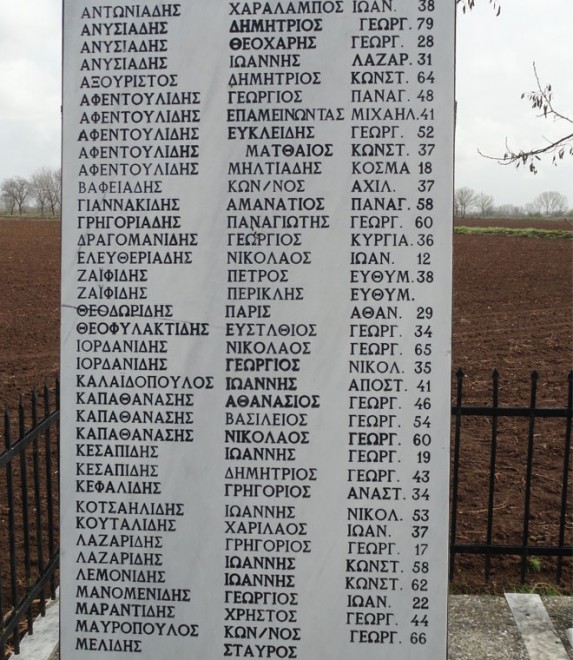 ΑΝΤΩΝΙΑΔΗΣ ΧΑΡΑΛΑΜΠΟΣ ΙΩΑΝ. 38
ΑΝΥΣΙΑΔΗΣ ΔΗΜΗΤΡΙΟΣ ΓΕΩΡΓ. 79
ΑΝΥΣΙΑΔΗΣ ΘΕΟΧΑΡΗΣ ΓΕΩΡΓ. 28
ΑΝΥΣΙΑΔΗΣ ΙΩΑΝΝΗΣ ΛΑΖΑΡ. 31
ΑΞΟΥΡΙΣΤΟΣ ΔΗΜΗΤΡΙΟΣ ΚΩΝΣΤ. 64
ΑΦΕΝΤΟΥΛΙΔΗΣ ΓΕΩΡΓΙΟΣ ΠΑΝΑΓ. 48
ΑΦΕΝΤΟΥΛΙΔΗΣ ΕΠΑΜΕΙΝΩΝΤΑΣ ΜΙΧΑΗΛ. 41
ΑΦΕΝΤΟΥΛΙΔΗΣ ΕΥΚΛΕΙΔΗΣ ΓΕΩΡΓ. 52
ΑΦΕΝΤΟΥΛΙΔΗΣ ΜΑΤΘΑΙΟΣ ΚΩΝΣΤ. 37
ΑΦΕΝΤΟΥΛΙΔΗΣ ΜΗΛΤΙΑΔΗΣ ΚΟΣΜΑ 18
ΒΑΦΕΙΑΔΗΣ ΚΩΝ/ΝΟΣ ΑΧΙΛ. 37
ΓΙΑΝΝΑΚΙΔΗΣ ΑΜΑΝΑΤΙΟΣ ΠΑΝΑΓ. 58
ΓΡΗΓΟΡΙΑΔΗΣ ΠΑΝΑΓΙΩΤΗΣ ΓΕΩΡΓ. 60
ΔΡΑΓΟΜΑΝΙΔΗΣ ΓΕΩΡΓΙΟΣ ΚΥΡΓΙΑ. 36
ΕΛΕΥΘΕΡΙΑΔΗΣ ΝΙΚΟΛΑΟΣ ΙΩΑΝ. 12
ΖΑΪΦΙΔΗΣ ΠΕΤΡΟΣ ΕΥΘΥΜ. 38
ΖΑΪΦΙΔΗΣ ΠΕΡΙΚΛΗΣ ΕΥΘΥΜ.
ΘΕΟΔΩΡΙΔΗΣ ΠΑΡΙΣ ΑΘΑΝ. 29
ΘΕΟΦΥΛΑΚΤΙΔΗΣ ΕΥΣΤΛΘΙΟΣ ΓΕΩΡΓ. 34
ΙΟΡΔΑΝΙΔΗΣ ΝΙΚΟΛΑΟΣ ΓΕΩΡΓ. 65
ΙΟΡΔΑΝΙΔΗΣ ΓΕΩΡΓΙΟΣ ΝΙΚΟΛ. 35
ΚΑΛΑΙΔΟΠΟΥΛΟΣ ΙΩΑΝΝΗΣ ΑΠΟΣΤ. 41
ΚΑΠΑΘΑΝΑΣΗΣ ΑΘΑΝΑΣΙΟΣ ΓΕΩΡΓ. 46
ΚΑΠΑΘΑΝΑΣΗΣ ΒΑΣΙΛΕΙΟΣ ΓΕΩΡΓ. 54
ΚΑΠΑΘΑΝΑΣΗΣ ΝΙΚΟΛΑΟΣ ΓΕΩΡΓ. 60
ΚΕΣΑΠΙΔΗΣ ΙΩΑΝΝΗΣ ΓΕΩΡΓ. 19
ΚΕΣΑΠΙΔΗΣ ΔΗΜΗΤΡΙΟΣ ΓΕΩΡΓ. 43
ΚΕΦΑΛΙΔΗΣ ΓΡΗΓΟΡΙΟΣ ΑΝΑΣΤ. 34
ΚΟΤΣΑΗΛΙΔΗΣ ΙΩΑΝΝΗΣ ΝΙΚΟΛ. 53
ΚΟΥΤΑΛΙΔΗΣ ΧΑΡΙΛΑΟΣ ΙΩΑΝ. 37
ΛΑΖΑΡΙΔΗΣ ΓΡΗΓΟΡΙΟΣ ΓΕΩΡΓ. 17
ΛΑΖΑΡΙΔΗΣ ΙΩΑΝΝΗΣ ΚΩΝΣΤ. 58
ΛΕΜΟΝΙΔΗΣ ΙΩΑΝΝΗΣ ΚΩΝΣΤ. 62
ΜΑΝΟΜΕΝΙΔΗΣ ΓΕΩΡΓΙΟΣ ΙΩΑΝ. 22
ΜΑΡΑΝΤΙΔΗΣ ΧΡΗΣΤΟΣ ΓΕΩΡΓ. 44
ΜΑΥΡΟΠΟΥΛΟΣ ΚΩΝ/ΝΟΣ ΓΕΩΡΓ. 66
ΜΕΛΙΔΗΣ ΣΤΑΥΡΟΣ